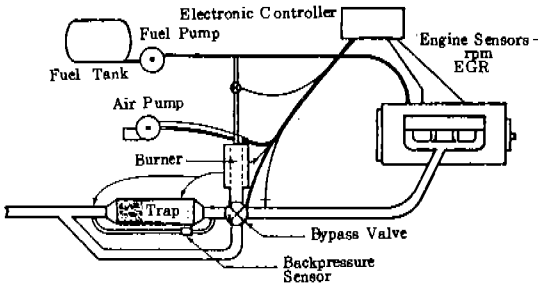 Electronic Controller
Fuel Pump
Fuel Tank
Engine Sensors -
rpm
EGR
Air Pump
Burner
Trap
Bypass Valve
Backpressure
Sensor